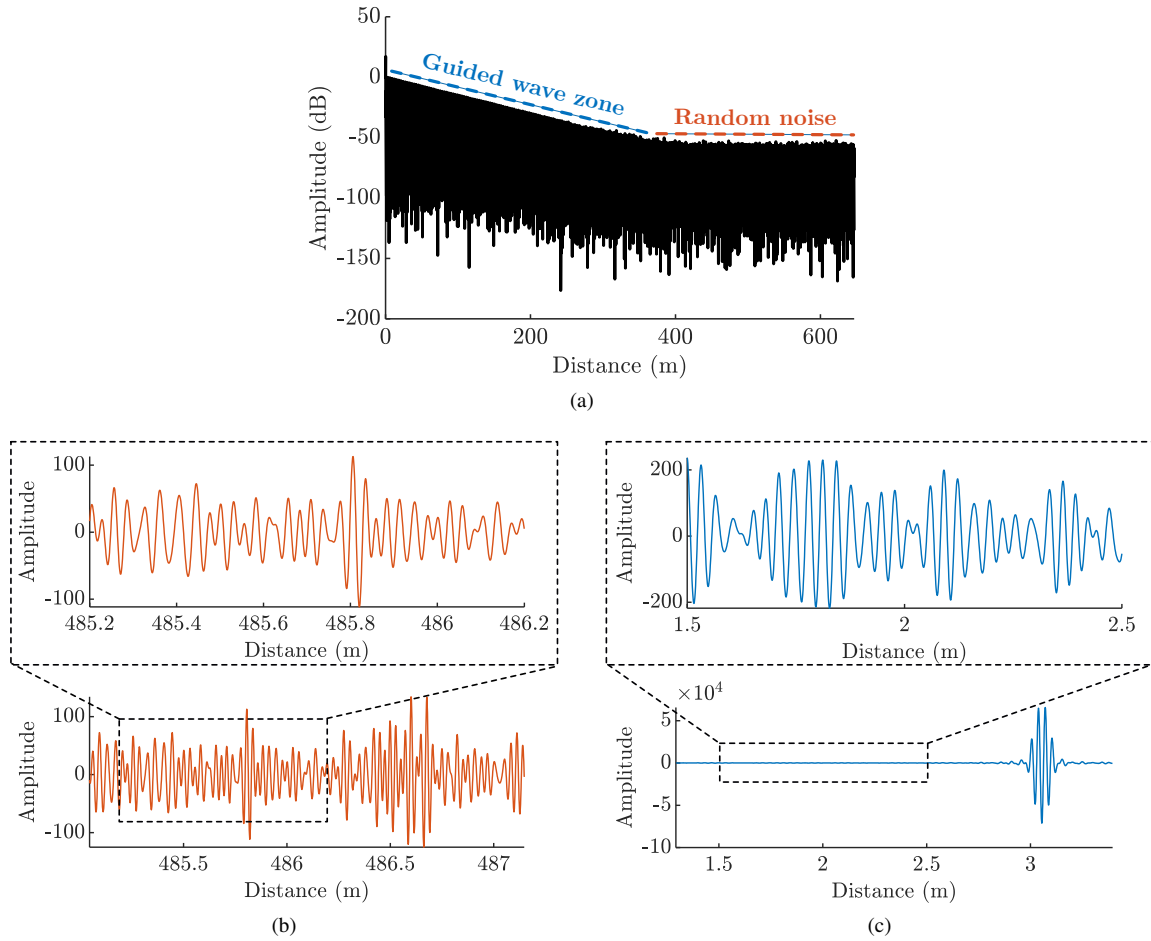 50
0
-50
-100
-150
-200
Amplitude (dB)
Guided wave zone
Random noise
0 200 400 600
Distance (m)
(a)
100
0
-100
Amplitude
485.2 485.4 485.6 485.8 486 486.2
Distance (m)
200
0
-200
Amplitude
1.5 2 2.5
Distance (m)
100
0
-100
Amplitude
485.5 486 486.5 487
Distance (m)
(b)
×10⁴
5
0
-5
-10
Amplitude
1.5 2 2.5 3
Distance (m)
(c)